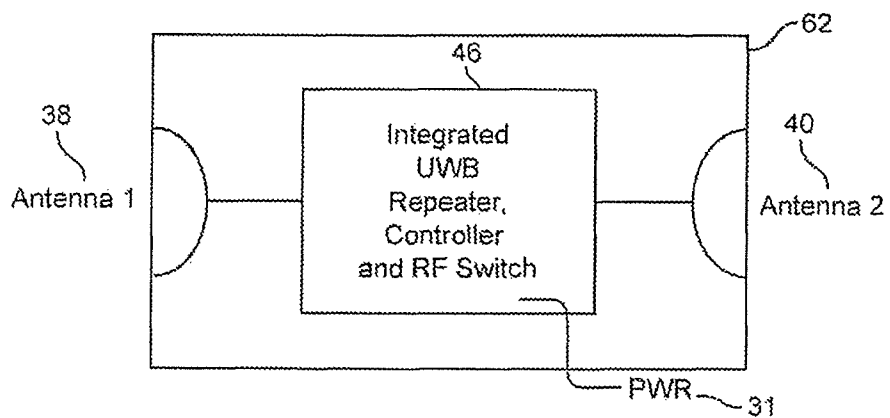 62
46
38
Integrated
UWB
Repeater,
Controller
and RF Switch
40
Antenna 1
Antenna 2
PWR
31